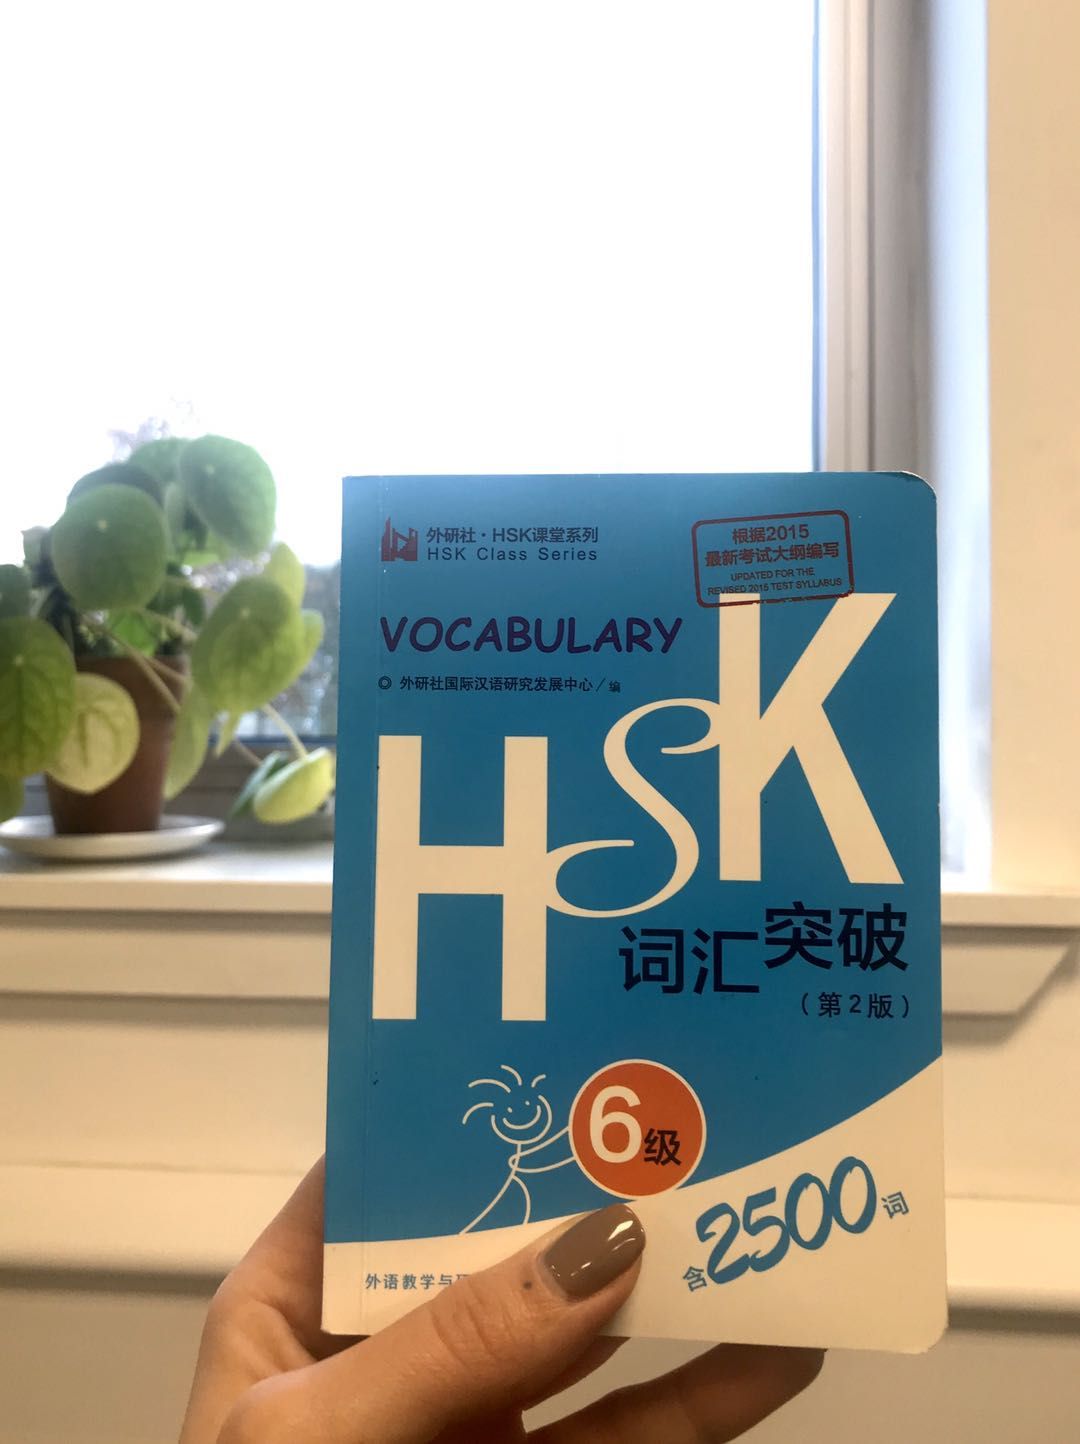 外研社·HSK课堂系列
HSK Class Series
根据2015
最新考试大纲编写
UPDATED FOR THE
REVISED 2015 TEST SYLLABUS
VOCABULARY
◎ 外研社国际汉语研究发展中心/编
HSK
词汇突破
(第2版)
6级
含2500词
外语教学与